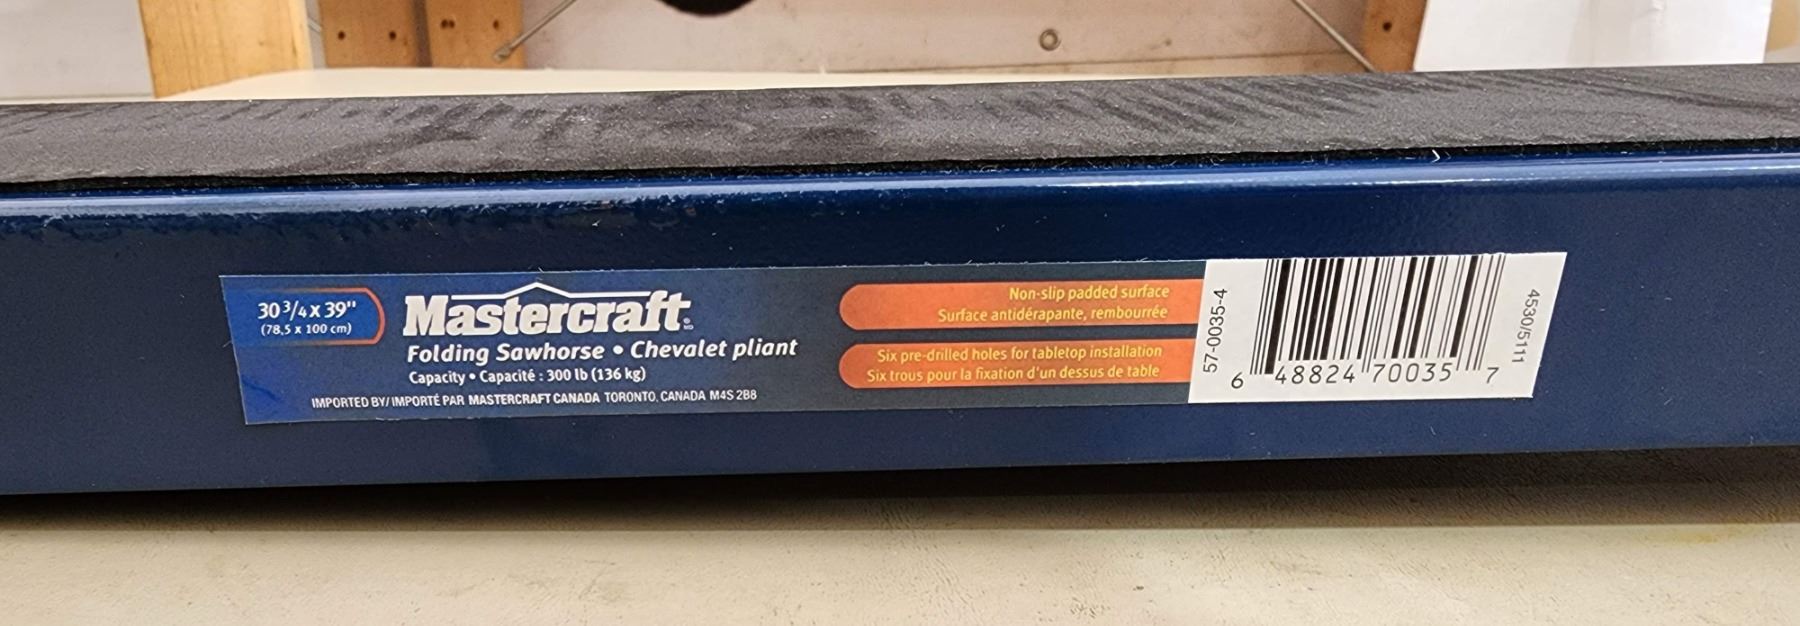 30 3/4 x 39"
(78,5 x 100 cm)
Mastercraft®
MD
Folding Sawhorse • Chevalet pliant
Capacity • Capacité : 300 lb (136 kg)
IMPORTED BY/ IMPORTÉ PAR MASTERCRAFT CANADA TORONTO, CANADA M4S 2B8
Non-slip padded surface
Surface antidérapante, rembourrée
Six pre-drilled holes for tabletop installation
Six trous pour la fixation d'un dessus de table
57-0035-4
6 48824 70035 7
4530/5111